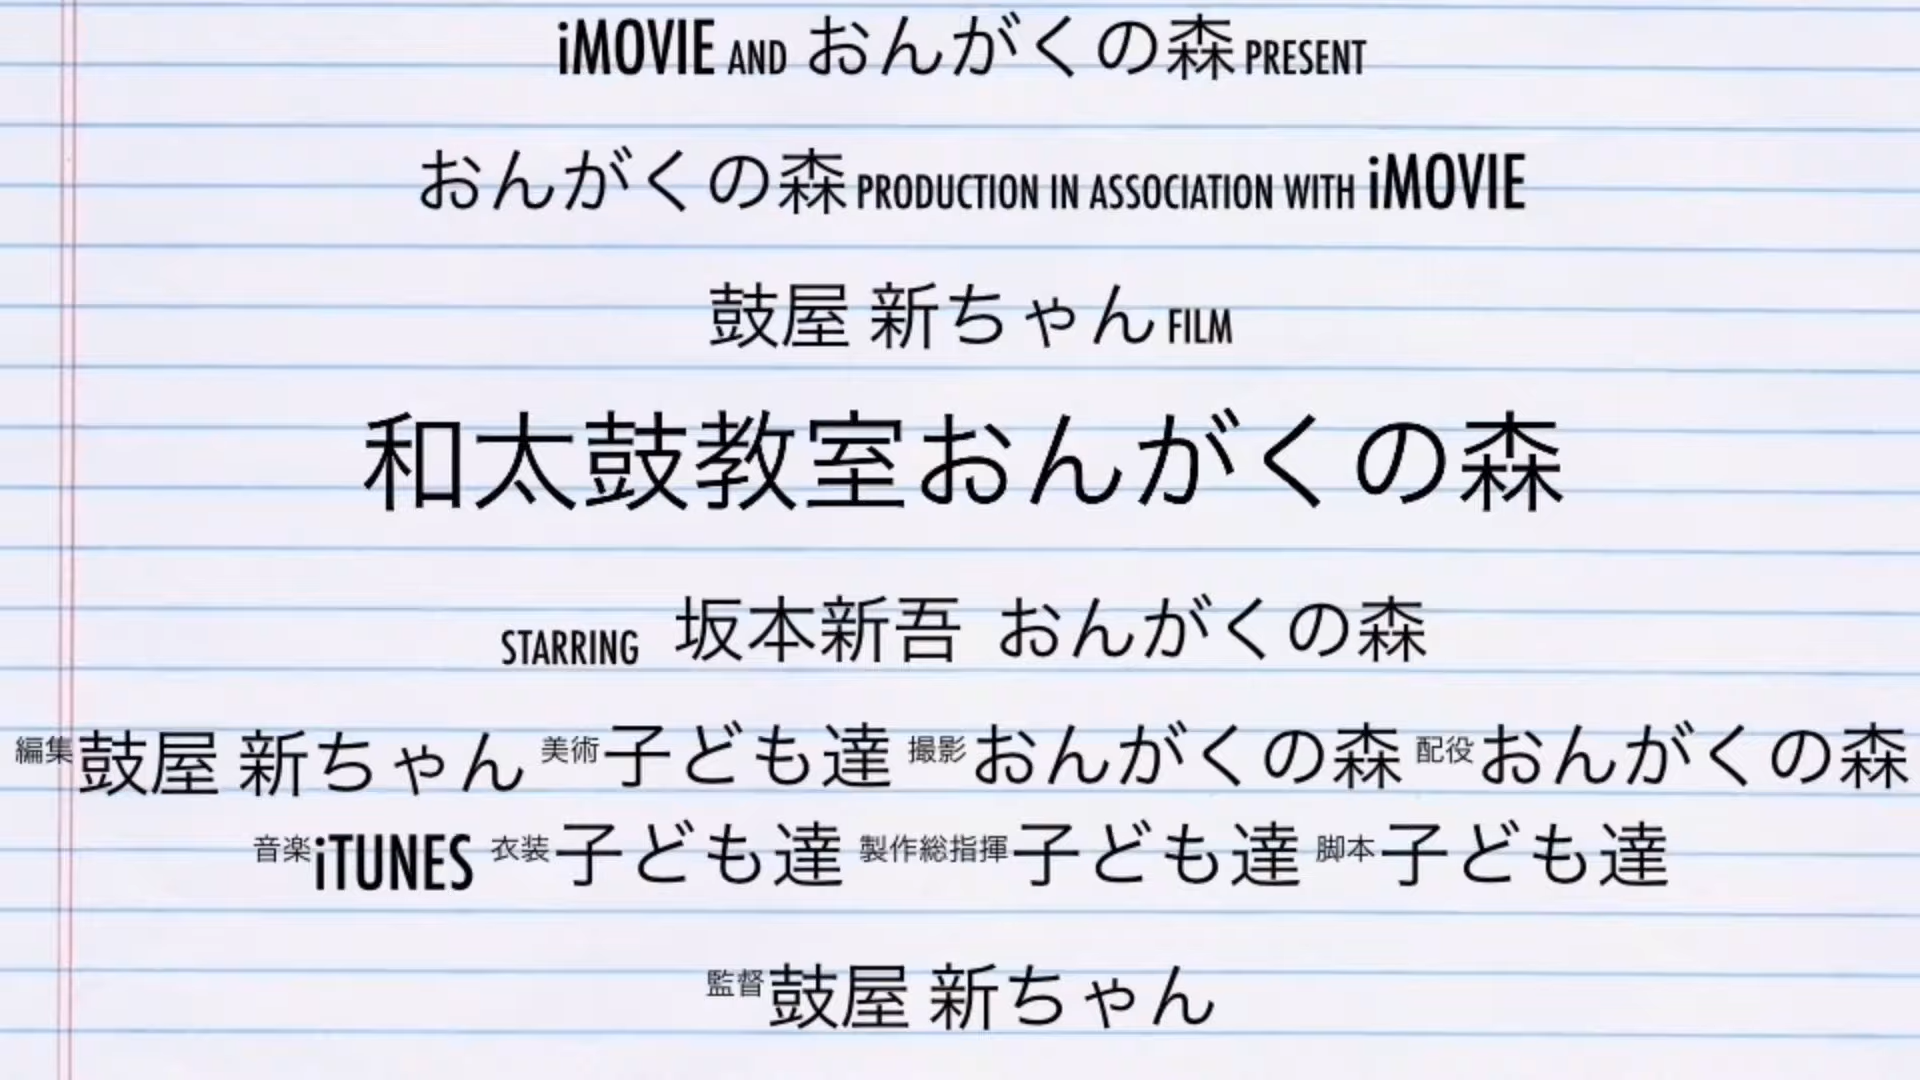 iMOVIE AND おんがくの森 PRESENT
おんがくの森 PRODUCTION IN ASSOCIATION WITH iMOVIE
鼓屋 新ちゃん FILM
和太鼓教室おんがくの森
STARRING 坂本新吾 おんがくの森
編集 鼓屋 新ちゃん 美術 子ども達 撮影 おんがくの森 配役 おんがくの森
音楽 iTUNES 衣装 子ども達 製作総指揮 子ども達 脚本 子ども達
監督 鼓屋 新ちゃん